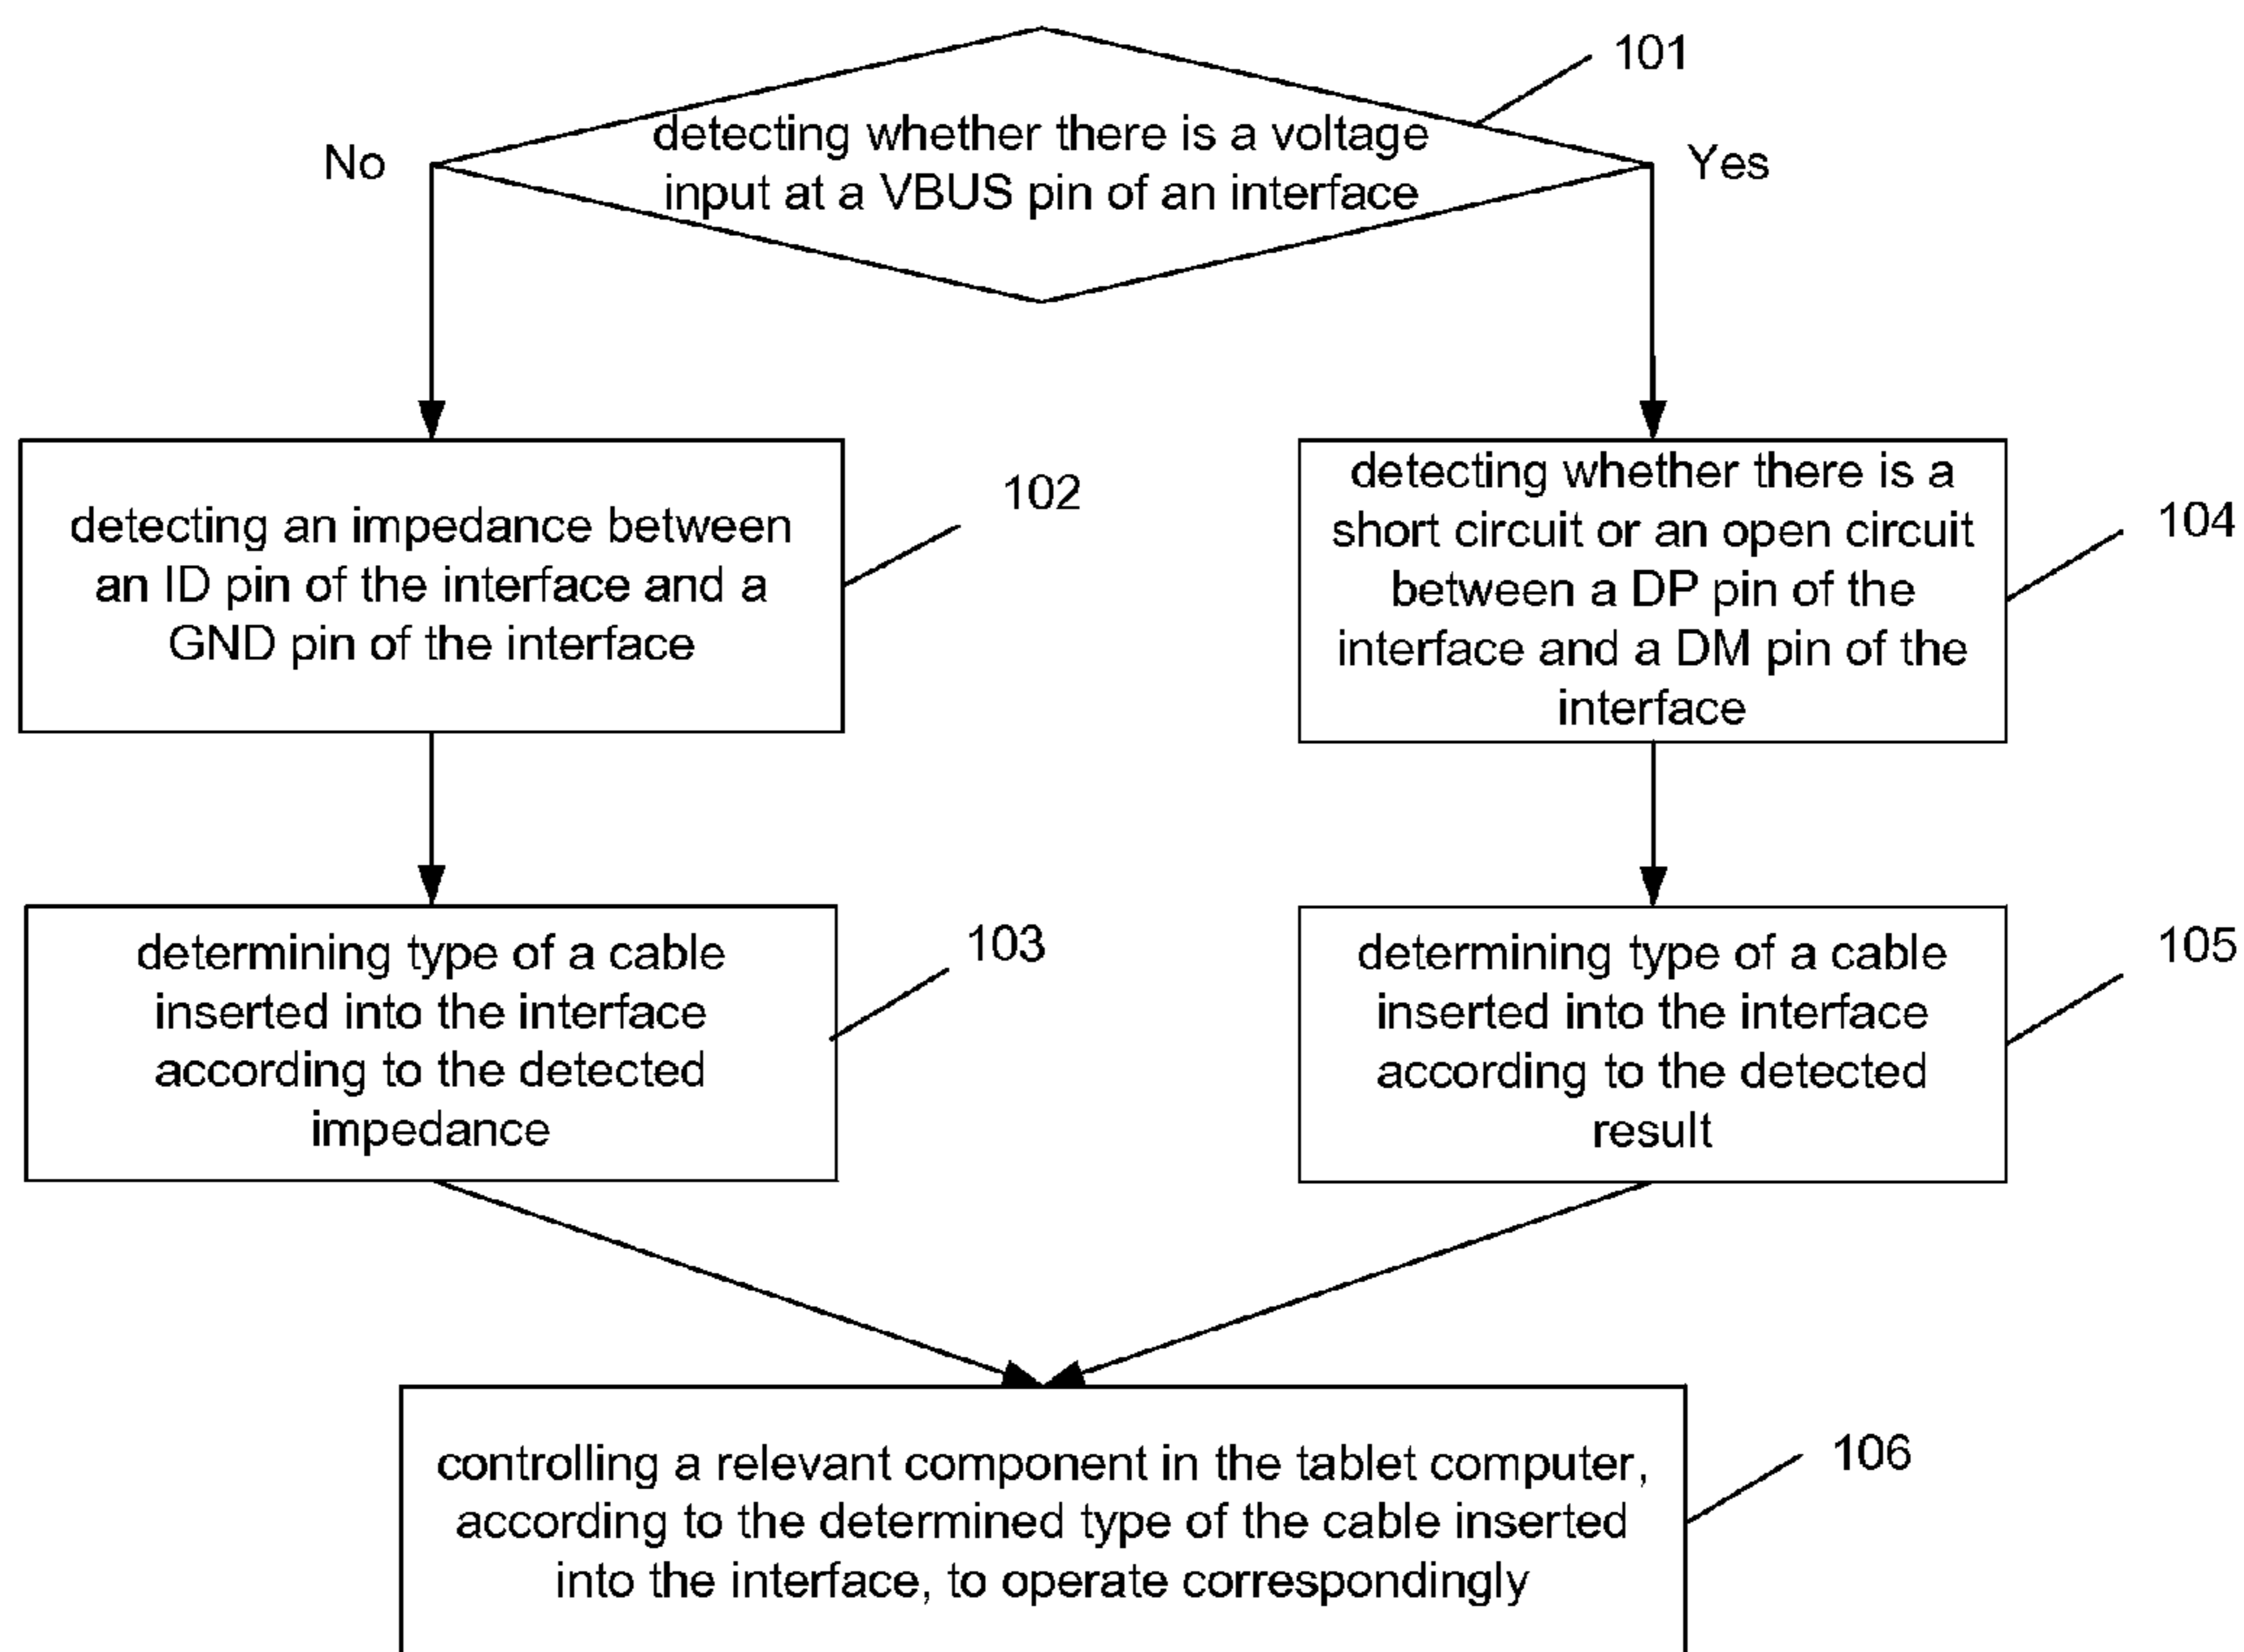 101
detecting whether there is a voltage
input at a VBUS pin of an interface
No
Yes
detecting an impedance between
an ID pin of the interface and a
GND pin of the interface
102
detecting whether there is a
short circuit or an open circuit
between a DP pin of the
interface and a DM pin of the
interface
104
determining type of a cable
inserted into the interface
according to the detected
impedance
103
determining type of a cable
inserted into the interface
according to the detected
result
105
controlling a relevant component in the tablet computer,
according to the determined type of the cable inserted
into the interface, to operate correspondingly
106